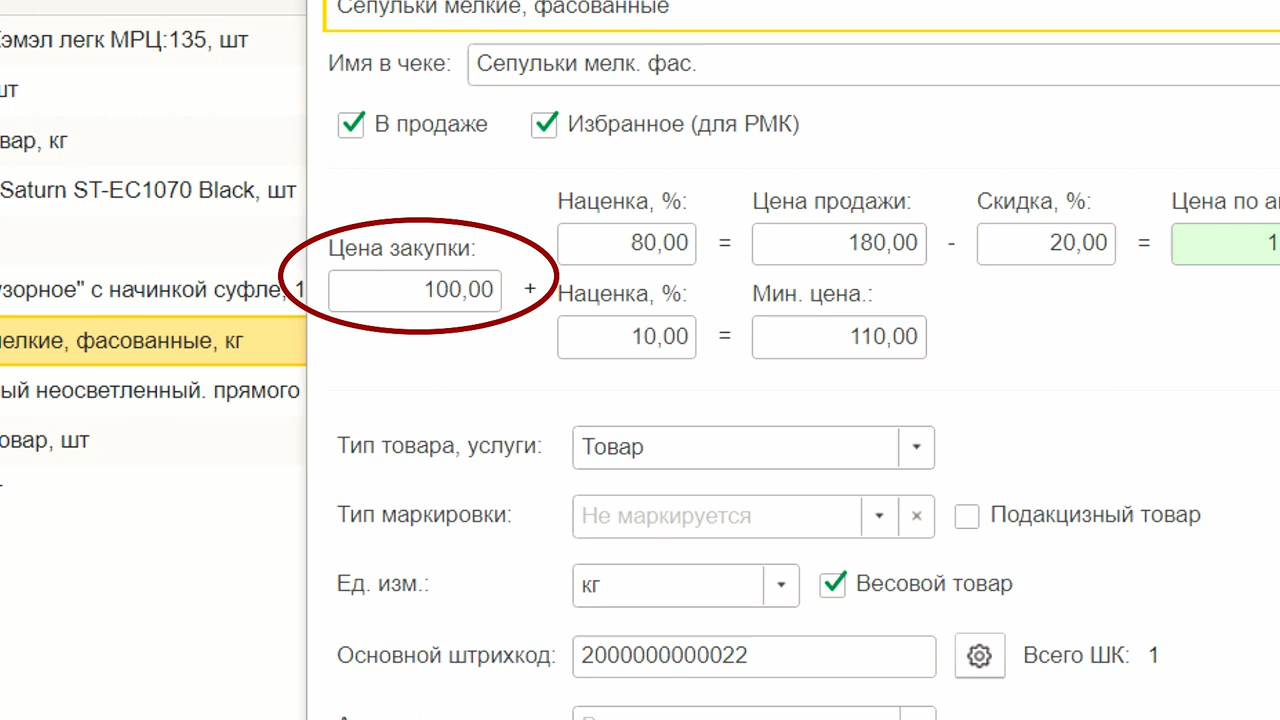 Сепульки мелкие, фасованные
эмэл легк МРЦ:135, шт
шт
вар, кг
Saturn ST-EC1070 Black, шт
зорное" с начинкой суфле, 1
мелкие, фасованные, кг
ый неосветленный. прямого
овар, шт
Имя в чеке: Сепульки мелк. фас.
В продаже Избранное (для РМК)
Наценка, %: Цена продажи: Скидка, %: Цена по ак
Цена закупки: 80,00 = 180,00 - 20,00 = 1
100,00 + Наценка, %: Мин. цена.:
10,00 = 110,00
Тип товара, услуги: Товар
Тип маркировки: Не маркируется Подакцизный товар
Ед. изм.: кг Весовой товар
Основной штрихкод: 2000000000022 Всего ШК: 1